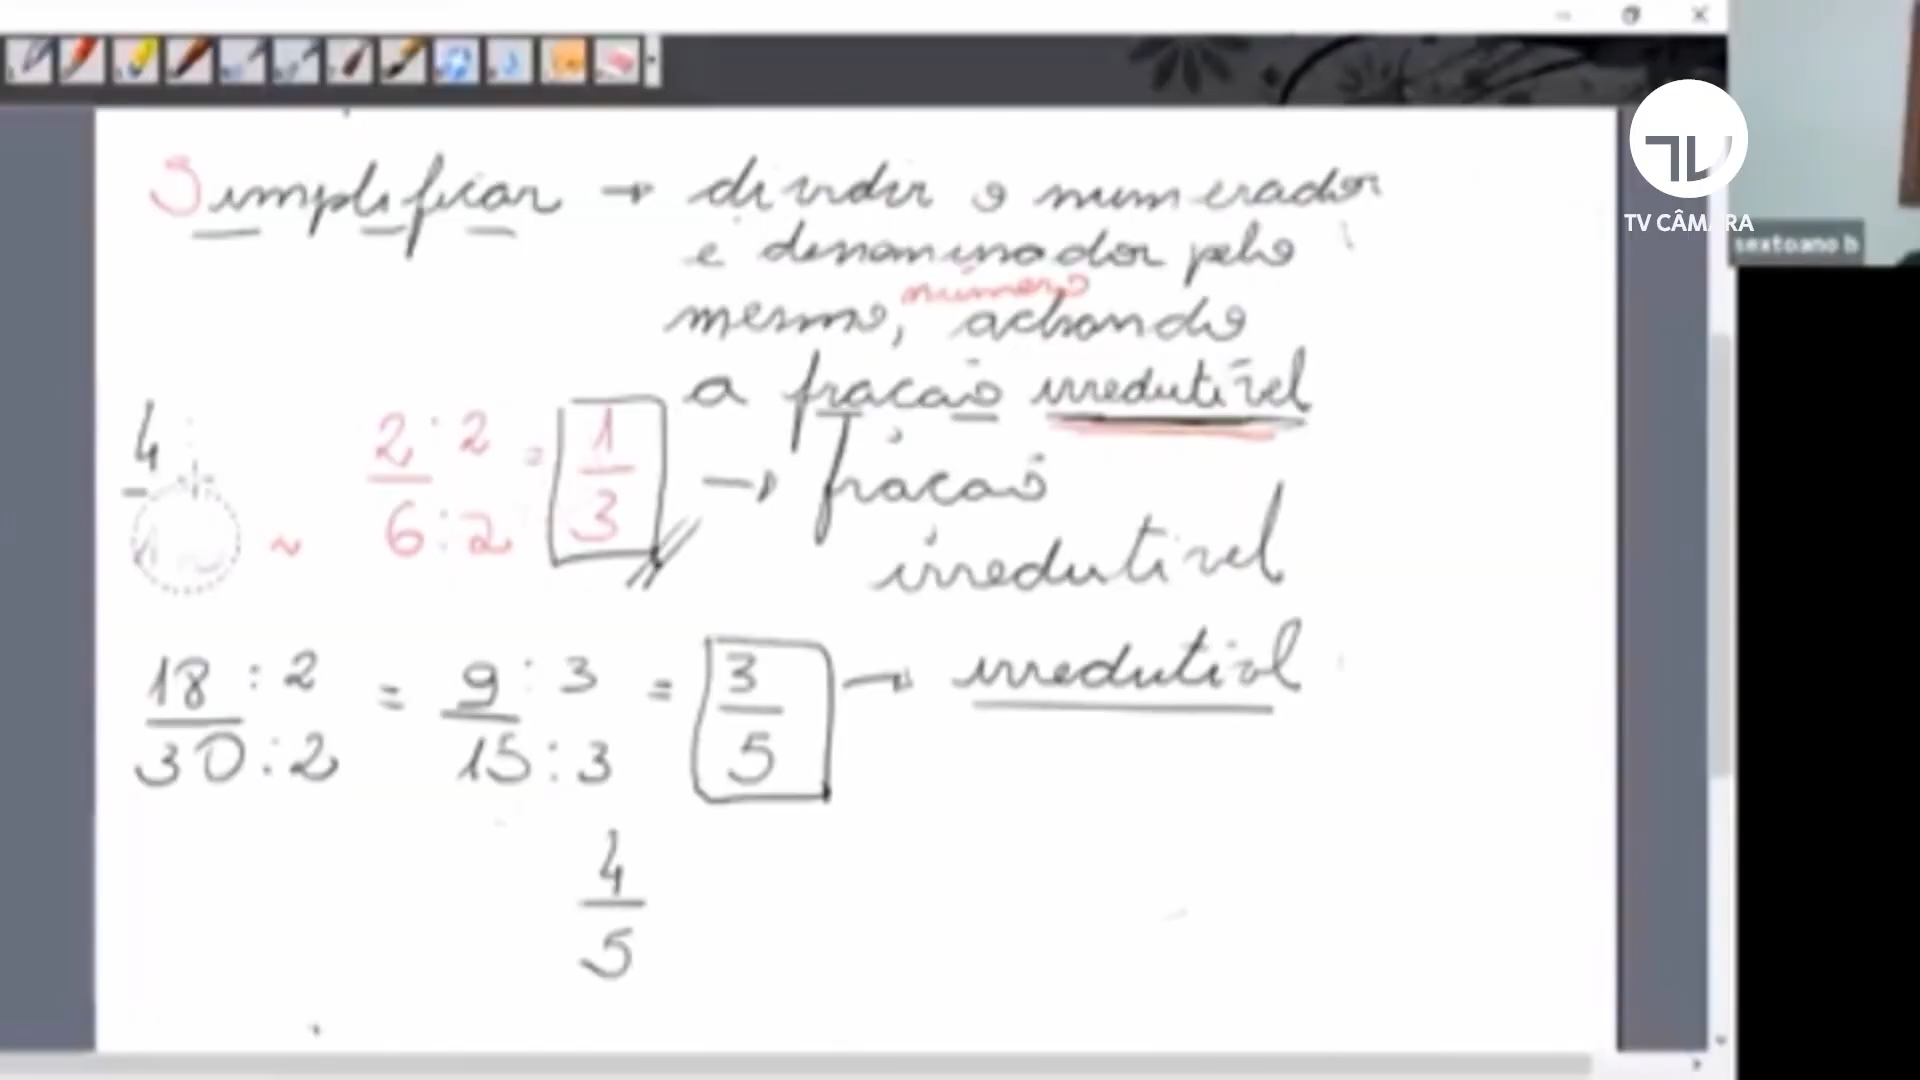 Simplificar → dividir o numerador
e denominador pelo
número
mesmo, achando
a fração irredutível
4
2 : 2 = 1
6 : 2 3
→ fração
irredutível
18 : 2 = 9 : 3 = 3 → irredutível
30 : 2 15 : 3 5
4
5
TV CÂMARA
sextoano b